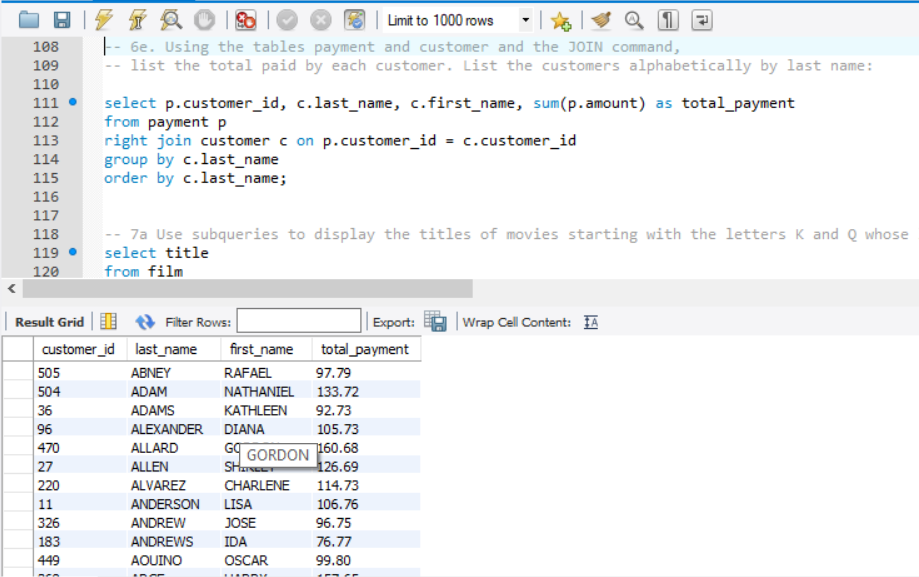 Limit to 1000 rows
108 -- 6e. Using the tables payment and customer and the JOIN command,
109 -- list the total paid by each customer. List the customers alphabetically by last name:
110
111 select p.customer_id, c.last_name, c.first_name, sum(p.amount) as total_payment
112 from payment p
113 right join customer c on p.customer_id = c.customer_id
114 group by c.last_name
115 order by c.last_name;
116
117
118 -- 7a Use subqueries to display the titles of movies starting with the letters K and Q whose
119 select title
120 from film
Result Grid Filter Rows: Export: Wrap Cell Content: IA
customer_id last_name first_name total_payment
505 ABNEY RAFAEL 97.79
504 ADAM NATHANIEL 133.72
36 ADAMS KATHLEEN 92.73
96 ALEXANDER DIANA 105.73
470 ALLARD GORDON 160.68
27 ALLEN 126.69
220 ALVAREZ CHARLENE 114.73
11 ANDERSON LISA 106.76
326 ANDREW JOSE 96.75
183 ANDREWS IDA 76.77
449 AQUINO OSCAR 99.80